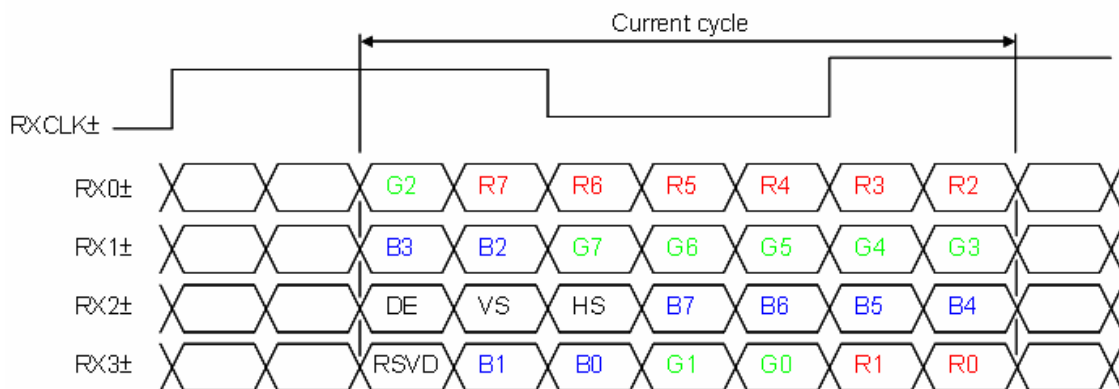 Current cycle
RXCLK±
RX0± G2 R7 R6 R5 R4 R3 R2
RX1± B3 B2 G7 G6 G5 G4 G3
RX2± DE VS HS B7 B6 B5 B4
RX3± RSVD B1 B0 G1 G0 R1 R0